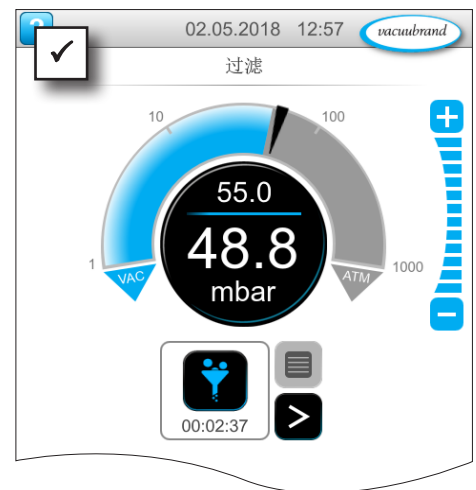 ?
02.05.2018 12:57 vacuubrand
✓
过滤
10
100
55.0
48.8
mbar
1
1000
VAC
ATM
+
−
00:02:37
>